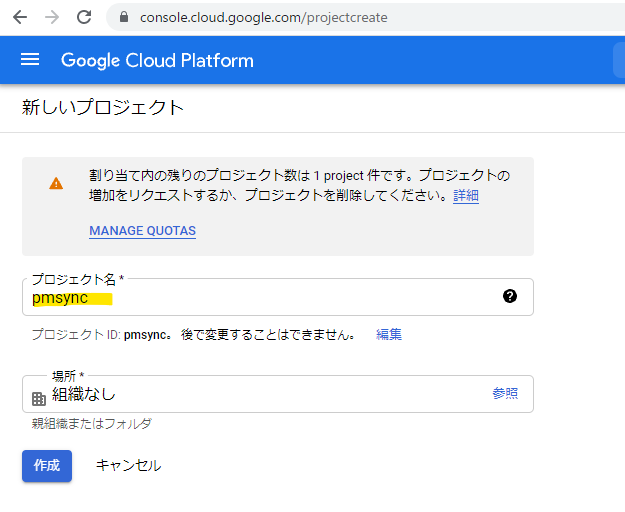 console.cloud.google.com/projectcreate
Google Cloud Platform
新しいプロジェクト
割り当て内の残りのプロジェクト数は 1 project 件です。プロジェクトの
増加をリクエストするか、プロジェクトを削除してください。詳細
MANAGE QUOTAS
プロジェクト名 *
pmsync
プロジェクト ID: pmsync。 後で変更することはできません。 編集
場所 *
組織なし 参照
親組織またはフォルダ
作成 キャンセル